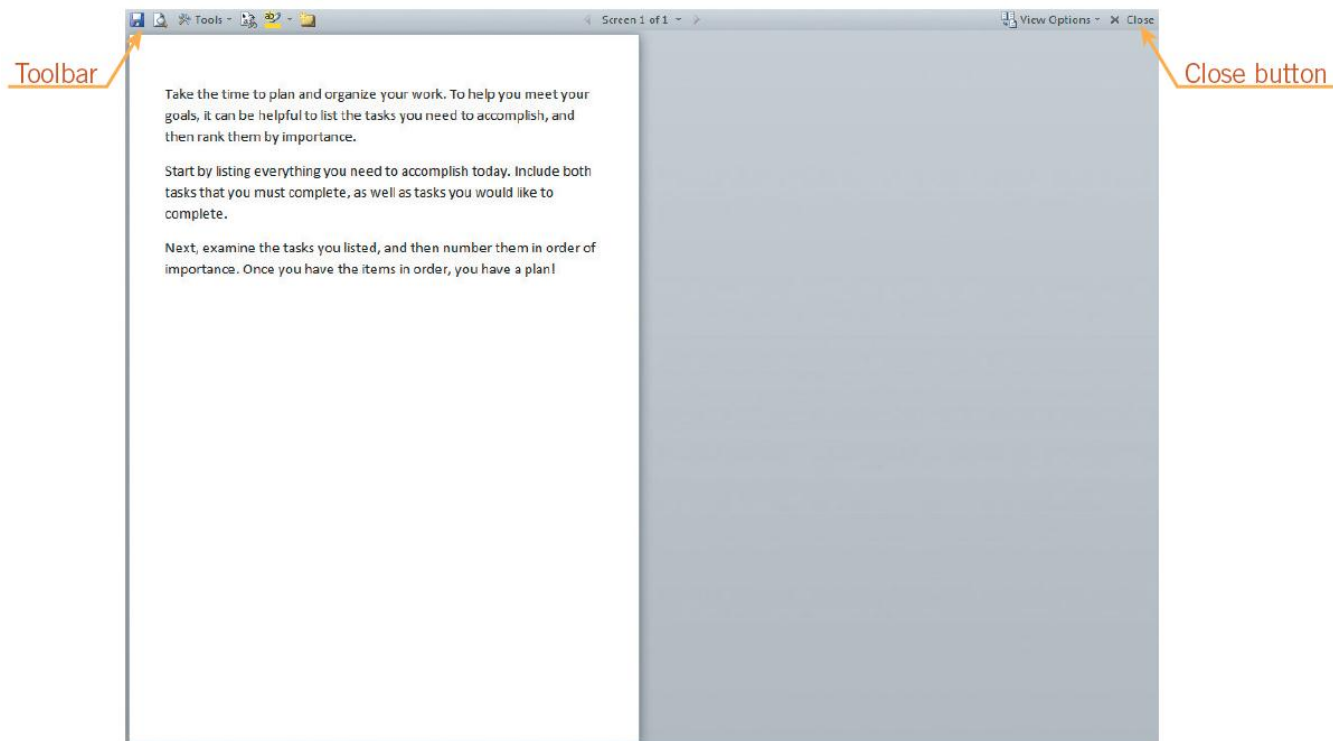 Tools
Screen 1 of 1
View Options
Close
Toolbar
Close button
Take the time to plan and organize your work. To help you meet your
goals, it can be helpful to list the tasks you need to accomplish, and
then rank them by importance.
Start by listing everything you need to accomplish today. Include both
tasks that you must complete, as well as tasks you would like to
complete.
Next, examine the tasks you listed, and then number them in order of
importance. Once you have the items in order, you have a plan!